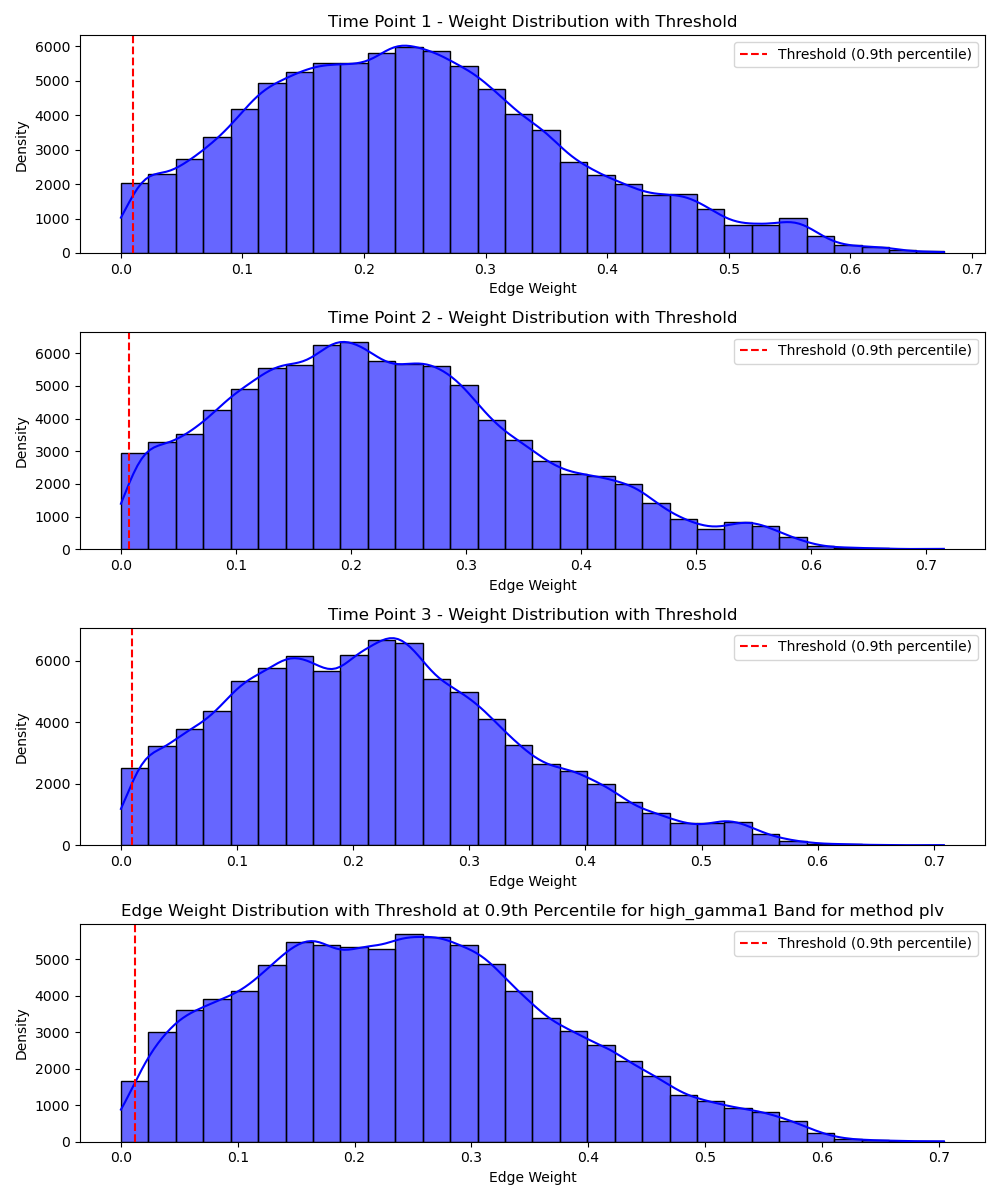 Time Point 1 - Weight Distribution with Threshold
Threshold (0.9th percentile)
6000
5000
4000
3000
2000
1000
0
Density
0.0 0.1 0.2 0.3 0.4 0.5 0.6 0.7
Edge Weight
Time Point 2 - Weight Distribution with Threshold
Threshold (0.9th percentile)
6000
5000
4000
3000
2000
1000
0
Density
0.0 0.1 0.2 0.3 0.4 0.5 0.6 0.7
Edge Weight
Time Point 3 - Weight Distribution with Threshold
Threshold (0.9th percentile)
6000
4000
2000
0
Density
0.0 0.1 0.2 0.3 0.4 0.5 0.6 0.7
Edge Weight
Edge Weight Distribution with Threshold at 0.9th Percentile for high_gamma1 Band for method plv
Threshold (0.9th percentile)
5000
4000
3000
2000
1000
0
Density
0.0 0.1 0.2 0.3 0.4 0.5 0.6 0.7
Edge Weight